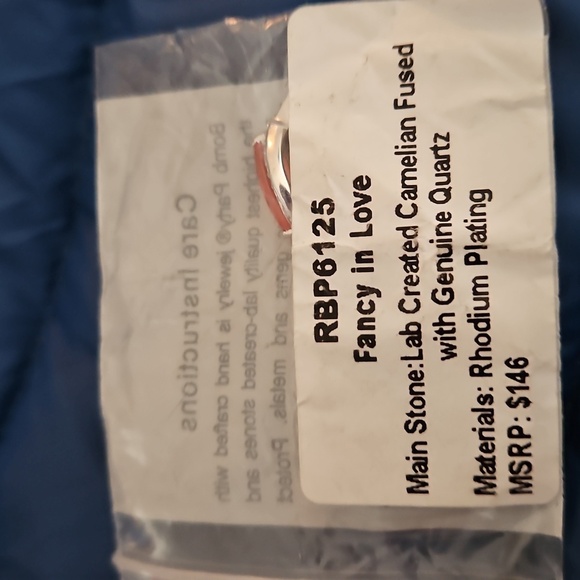 RBP6125
Fancy in Love
Main Stone:Lab Created Camelian Fused
with Genuine Quartz
Materials: Rhodium Plating
MSRP: $146
Care Instructions
Bomb Party® jewelry is hand crafted with
the highest quality lab-created stones and
gems and metals. Protect